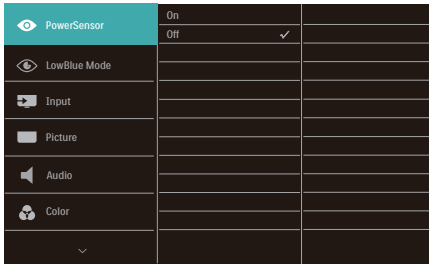 PowerSensor
On
Off
LowBlue Mode
Input
Picture
Audio
Color